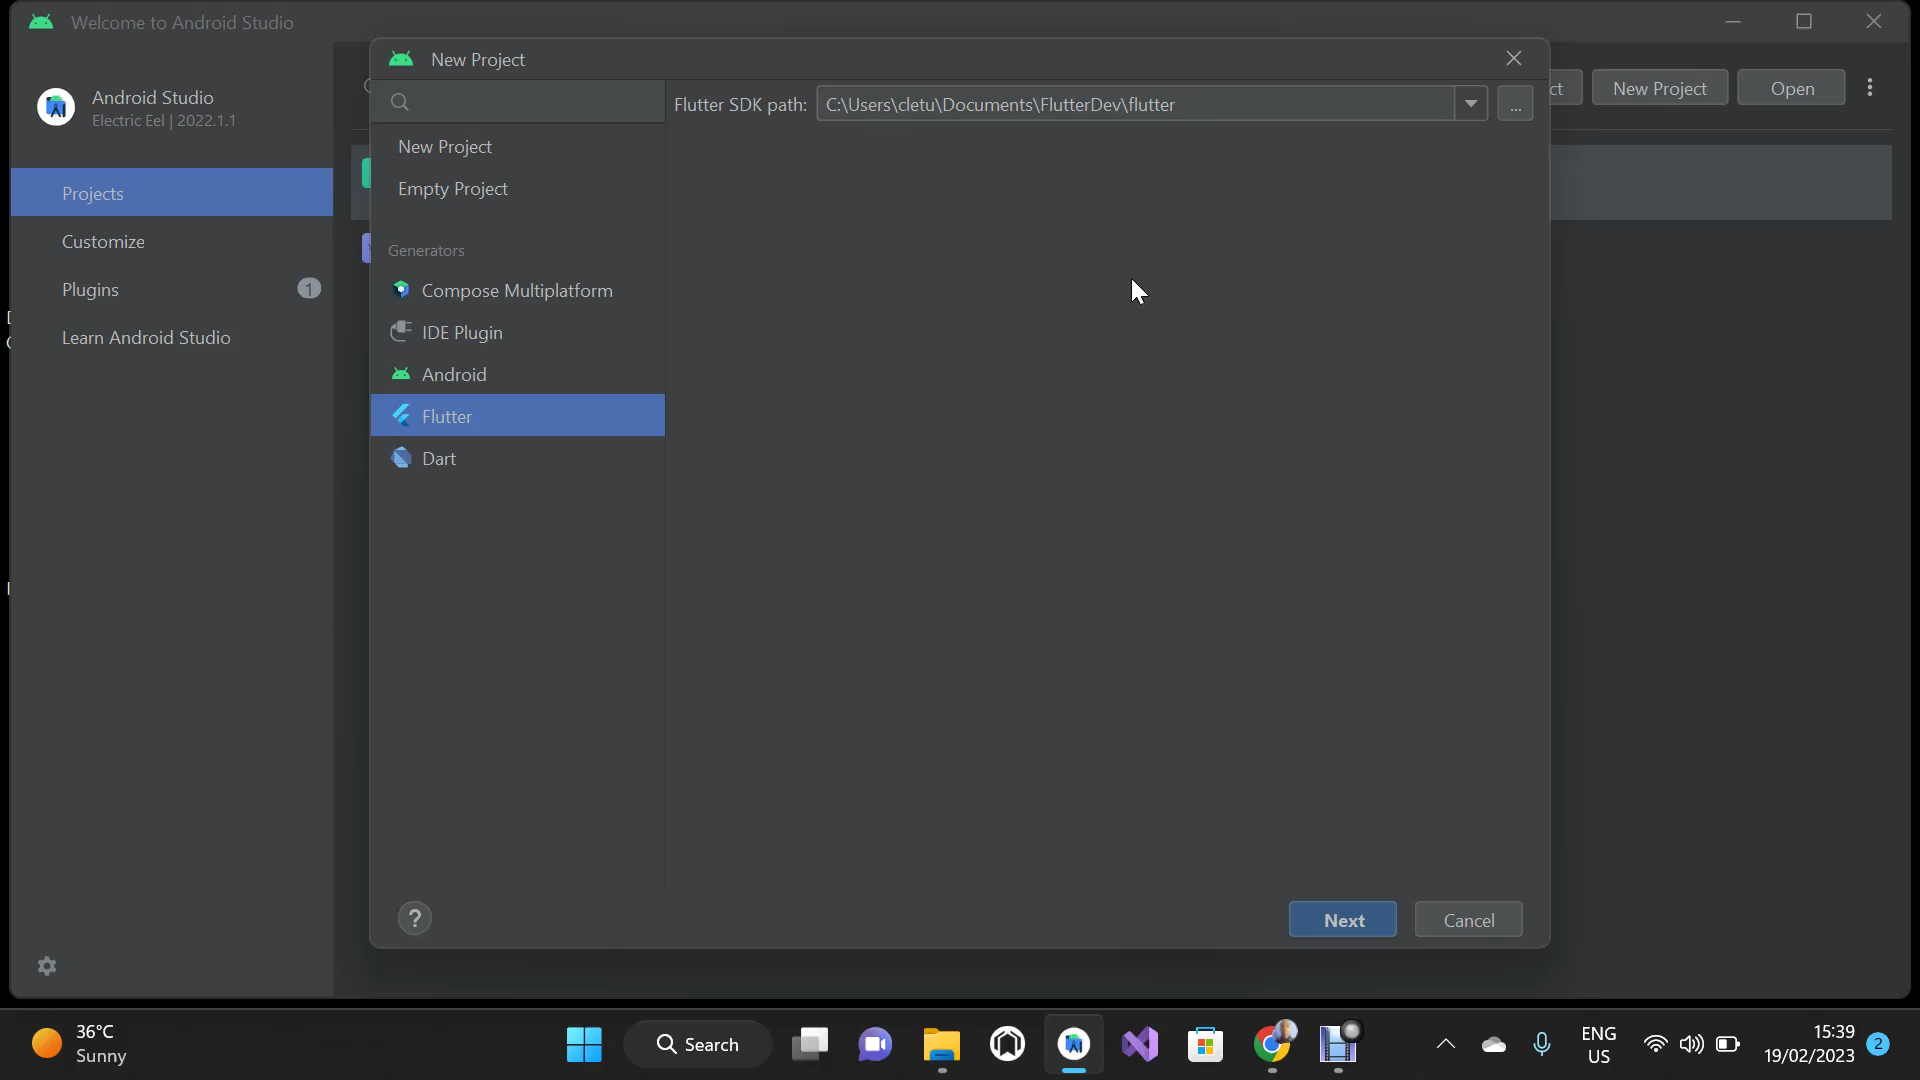 Welcome to Android Studio
New Project
Android Studio
Electric Eel | 2022.1.1
Flutter SDK path: C:\Users\cletu\Documents\FlutterDev\flutter ...
ct
New Project
Open
New Project
Empty Project
Projects
Customize
Plugins 1
Learn Android Studio
Generators
Compose Multiplatform
IDE Plugin
Android
Flutter
Dart
?
Next
Cancel
36°C
Sunny
Search
ENG
US
15:39
19/02/2023
2